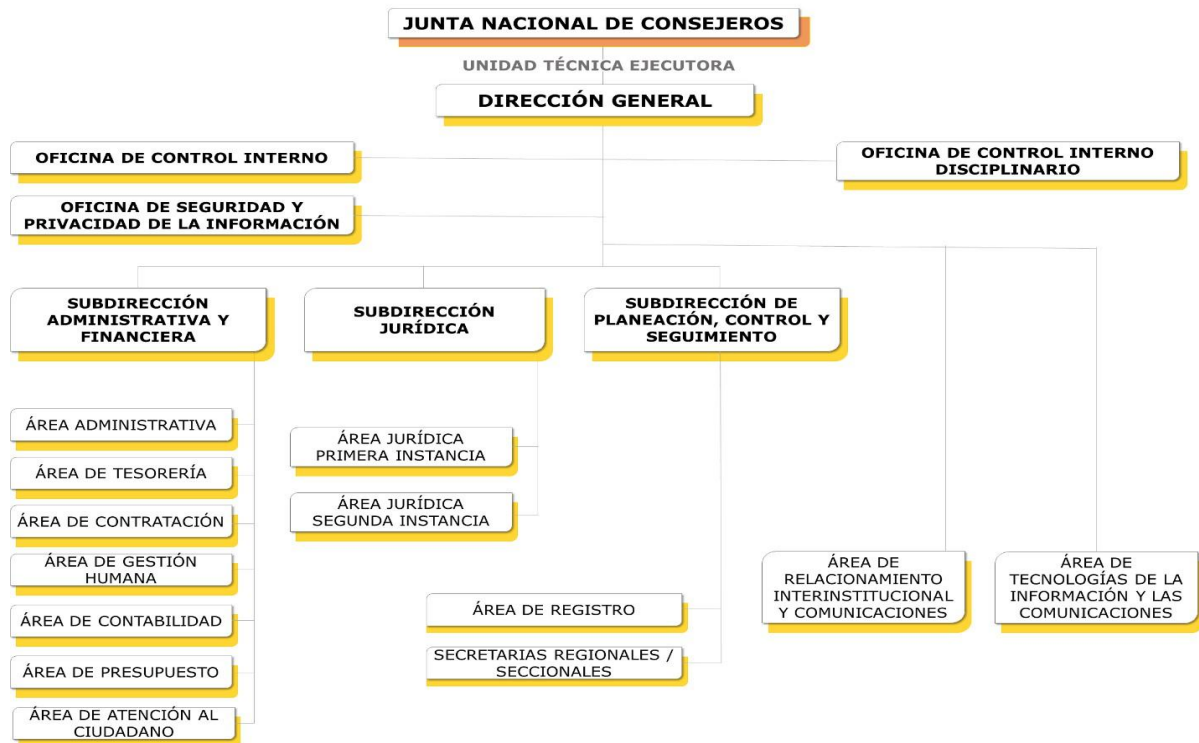 JUNTA NACIONAL DE CONSEJEROS
UNIDAD TÉCNICA EJECUTORA
DIRECCIÓN GENERAL
OFICINA DE CONTROL INTERNO
OFICINA DE CONTROL INTERNO
DISCIPLINARIO
OFICINA DE SEGURIDAD Y
PRIVACIDAD DE LA INFORMACIÓN
SUBDIRECCIÓN
ADMINISTRATIVA Y
FINANCIERA
SUBDIRECCIÓN
JURÍDICA
SUBDIRECCIÓN DE
PLANEACIÓN, CONTROL Y
SEGUIMIENTO
ÁREA ADMINISTRATIVA
ÁREA DE TESORERÍA
ÁREA DE CONTRATACIÓN
ÁREA DE GESTIÓN
HUMANA
ÁREA DE CONTABILIDAD
ÁREA DE PRESUPUESTO
ÁREA DE ATENCIÓN AL
CIUDADANO
ÁREA JURÍDICA
PRIMERA INSTANCIA
ÁREA JURÍDICA
SEGUNDA INSTANCIA
ÁREA DE REGISTRO
SECRETARIAS REGIONALES /
SECCIONALES
ÁREA DE
RELACIONAMIENTO
INTERINSTITUCIONAL
Y COMUNICACIONES
ÁREA DE
TECNOLOGÍAS DE LA
INFORMACIÓN Y LAS
COMUNICACIONES